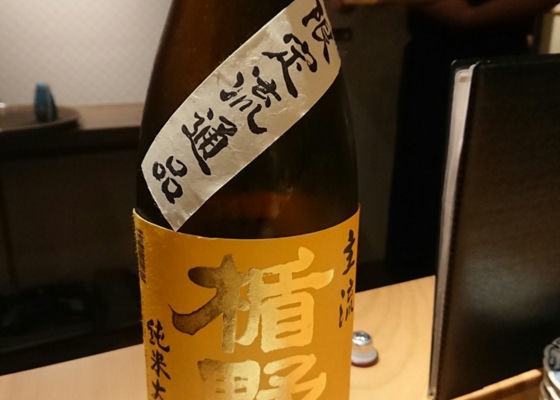 限定流通品
主流
楯野
純米大